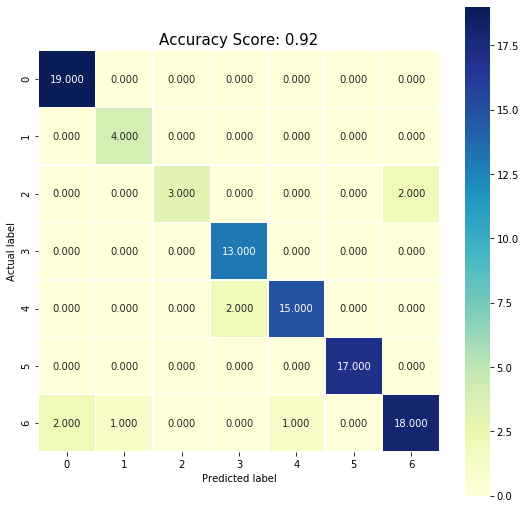 Accuracy Score: 0.92
0 19.000 0.000 0.000 0.000 0.000 0.000 0.000
1 0.000 4.000 0.000 0.000 0.000 0.000 0.000
2 0.000 0.000 3.000 0.000 0.000 0.000 2.000
3 0.000 0.000 0.000 13.000 0.000 0.000 0.000
4 0.000 0.000 0.000 2.000 15.000 0.000 0.000
5 0.000 0.000 0.000 0.000 0.000 17.000 0.000
6 2.000 1.000 0.000 0.000 1.000 0.000 18.000
0 1 2 3 4 5 6
Actual label
Predicted label
17.5
15.0
12.5
10.0
7.5
5.0
2.5
0.0